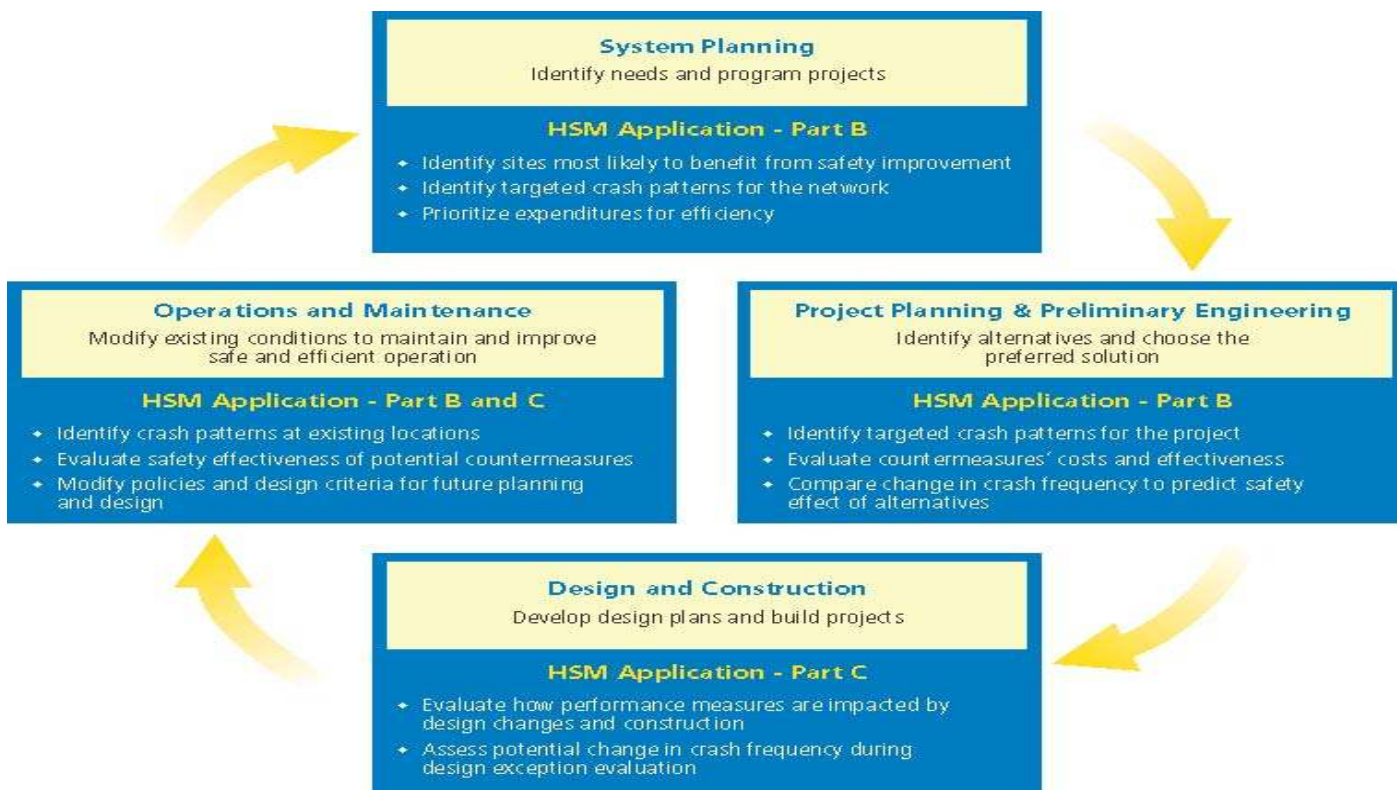 System Planning
Identify needs and program projects
HSM Application - Part B
Identify sites most likely to benefit from safety improvement
Identify targeted crash patterns for the network
Prioritize expenditures for efficiency
Operations and Maintenance
Modify existing conditions to maintain and improve
safe and efficient operation
HSM Application - Part B and C
Identify crash patterns at existing locations
Evaluate safety effectiveness of potential countermeasures
Modify policies and design criteria for future planning
and design
Project Planning & Preliminary Engineering
Identify alternatives and choose the
preferred solution
HSM Application - Part B
Identify targeted crash patterns for the project
Evaluate countermeasures' costs and effectiveness
Compare change in crash frequency to predict safety
effect of alternatives
Design and Construction
Develop design plans and build projects
HSM Application - Part C
Evaluate how performance measures are impacted by
design changes and construction
Assess potential change in crash frequency during
design exception evaluation